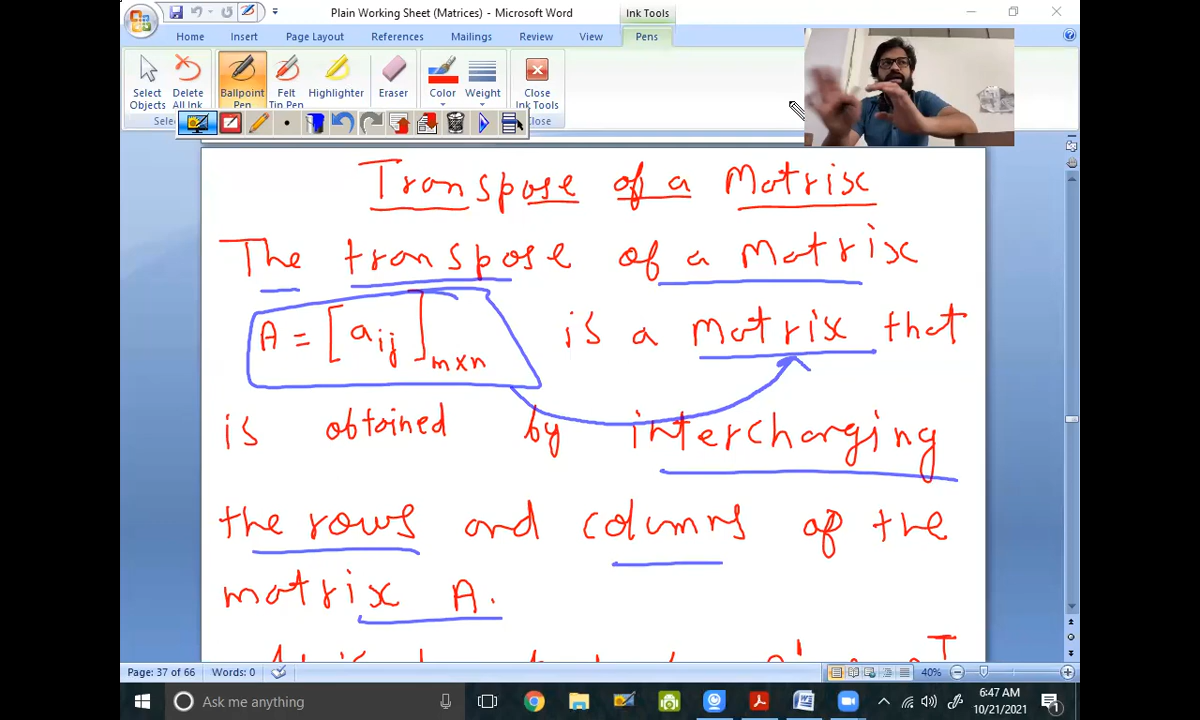 Plain Working Sheet (Matrices) - Microsoft Word
Ink Tools
Home Insert Page Layout References Mailings Review View Pens
Select Objects
Delete All Ink
Ballpoint Pen
Felt Tip Pen
Highlighter
Eraser
Color
Weight
Close Ink Tools
Close
Transpose of a Matrix
The transpose of a matrix
A = [aij]m×n is a matrix that
is obtained by interchanging
the rows and columns of the
matrix A.
Page: 37 of 66 Words: 0
40%
Ask me anything
6:47 AM
10/21/2021